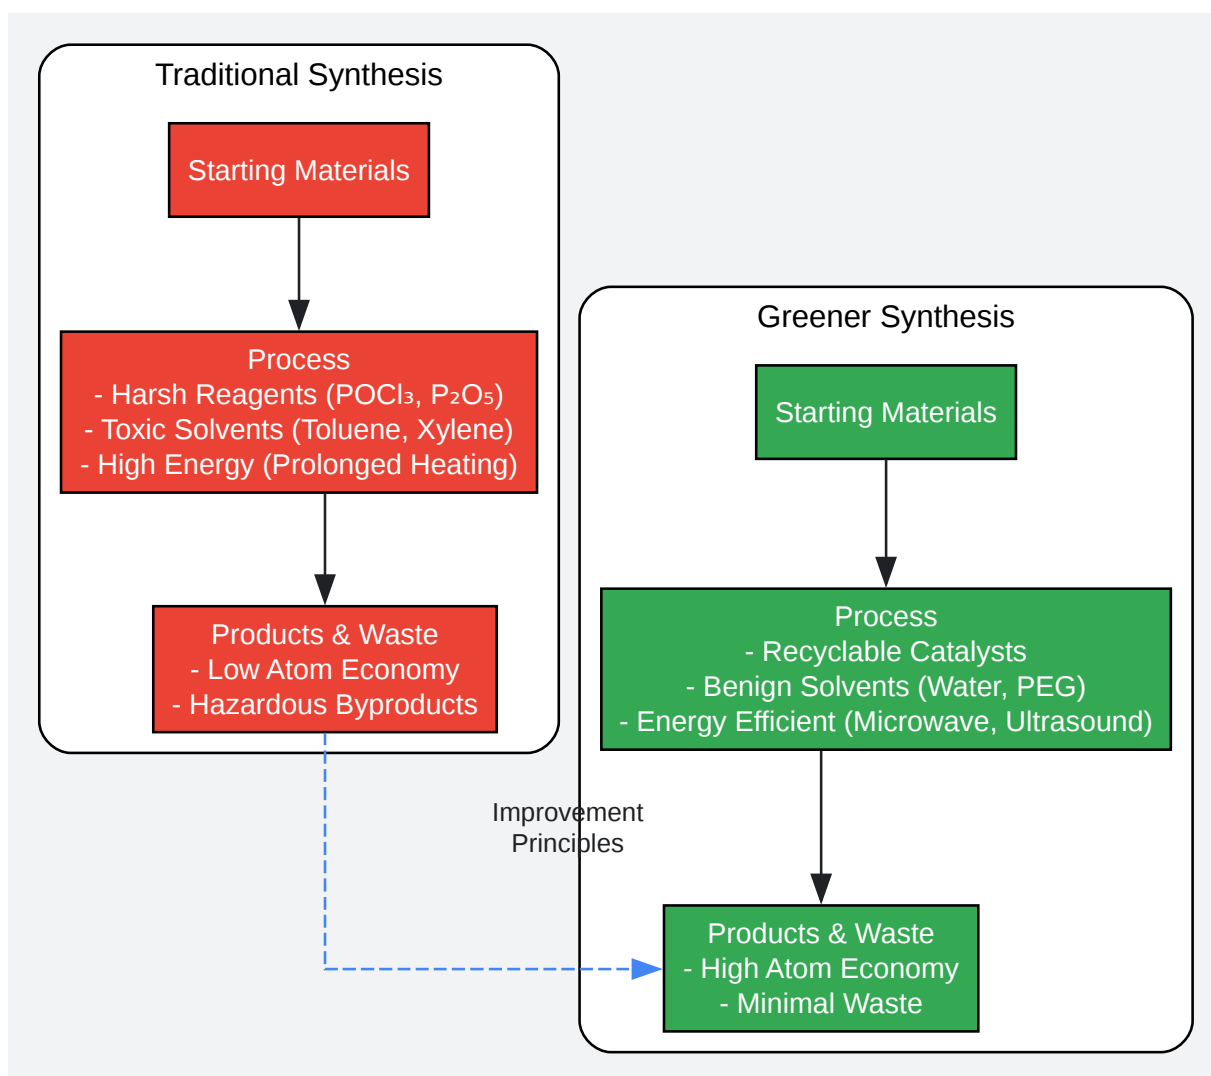 Traditional Synthesis
Starting Materials
Process
- Harsh Reagents (POCl₃, P₂O₅)
- Toxic Solvents (Toluene, Xylene)
- High Energy (Prolonged Heating)
Products & Waste
- Low Atom Economy
- Hazardous Byproducts
Improvement
Principles
Greener Synthesis
Starting Materials
Process
- Recyclable Catalysts
- Benign Solvents (Water, PEG)
- Energy Efficient (Microwave, Ultrasound)
Products & Waste
- High Atom Economy
- Minimal Waste